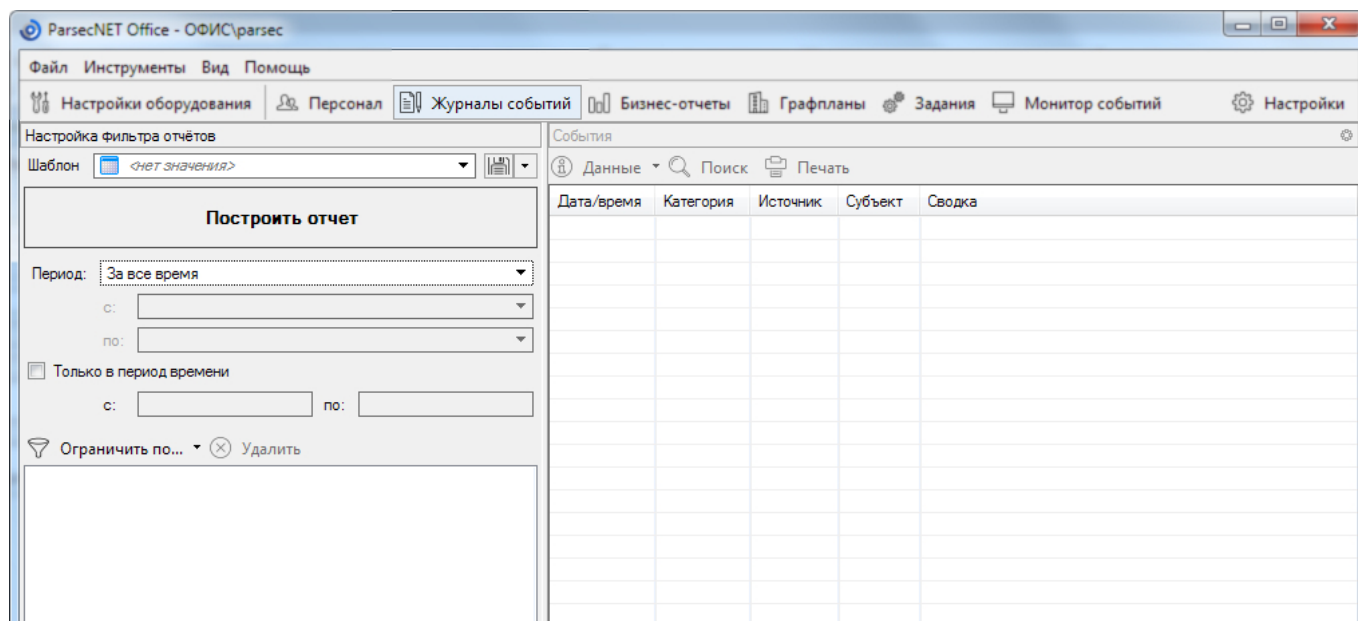 ParsecNET Office - ОФИС\parsec
Файл Инструменты Вид Помощь
Настройки оборудования Персонал Журналы событий Бизнес-отчеты Графпланы Задания Монитор событий Настройки
Настройка фильтра отчётов
Шаблон <нет значения>
Построить отчет
Период: За все время
с:
по:
Только в период времени
с: по:
Ограничить по... Удалить
События
Данные Поиск Печать
Дата/время Категория Источник Субъект Сводка